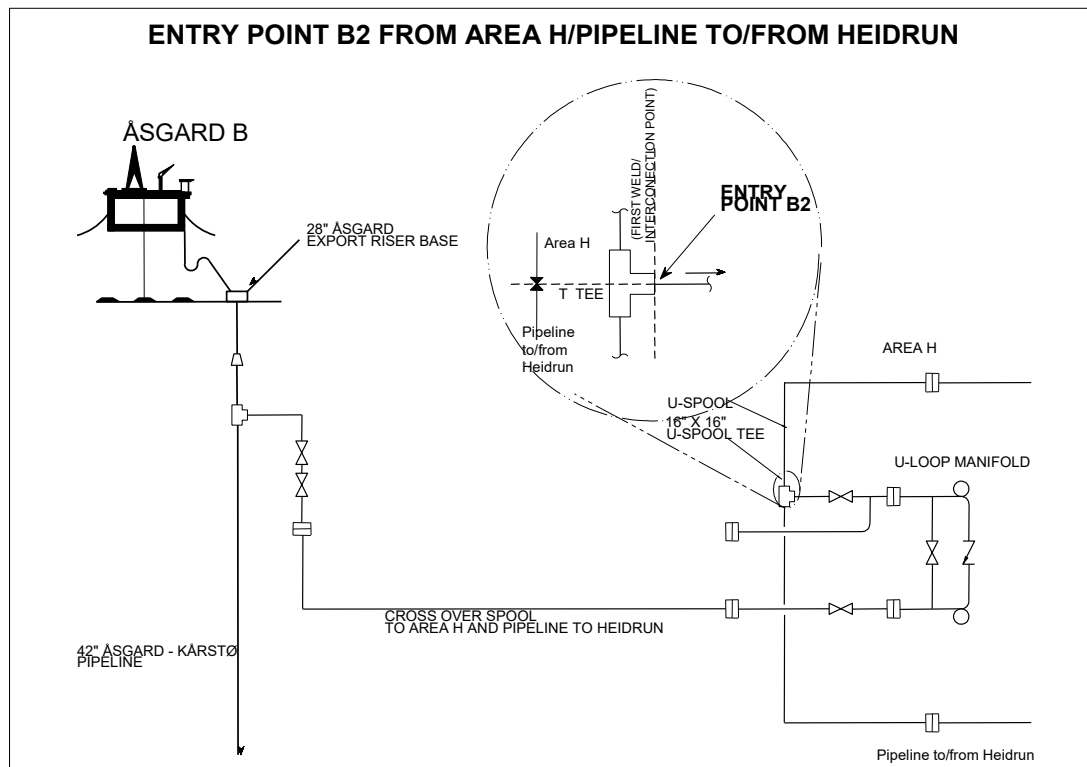 ENTRY POINT B2 FROM AREA H/PIPELINE TO/FROM HEIDRUN
ÅSGARD B
28" ÅSGARD
EXPORT RISER BASE
(FIRST WELD/
INTERCONECTION POINT)
ENTRY
POINT B2
Area H
T TEE
Pipeline
to/from
Heidrun
AREA H
U-SPOOL
16" X 16"
U-SPOOL TEE
U-LOOP MANIFOLD
CROSS OVER SPOOL
TO AREA H AND PIPELINE TO HEIDRUN
42" ÅSGARD - KÅRSTØ
PIPELINE
Pipeline to/from Heidrun